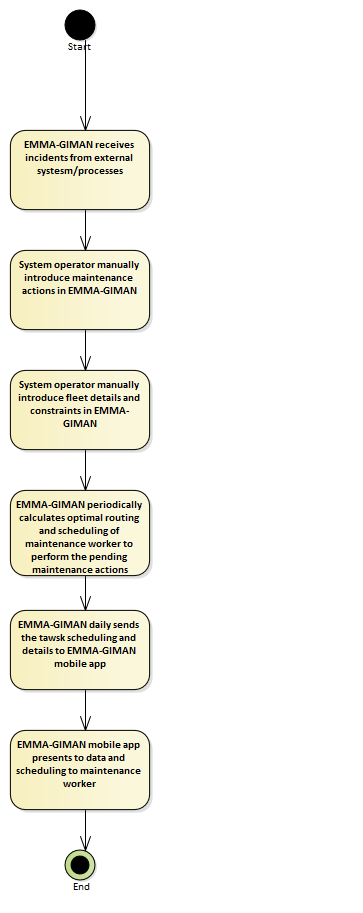 Start
EMMA-GIMAN receives
incidents from external
systesm/processes
System operator manually
introduce maintenance
actions in EMMA-GIMAN
System operator manually
introduce fleet details and
constraints in EMMA-
GIMAN
EMMA-GIMAN periodically
calculates optimal routing
and scheduling of
maintenance worker to
perform the pending
maintenance actions
EMMA-GIMAN daily sends
the tawsk scheduling and
details to EMMA-GIMAN
mobile app
EMMA-GIMAN mobile app
presents to data and
scheduling to maintenance
worker
End